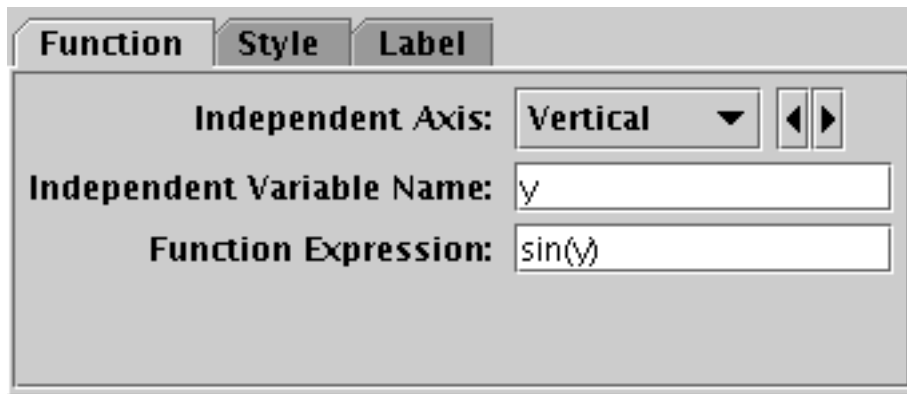 Function Style Label
Independent Axis: Vertical
Independent Variable Name: y
Function Expression: sin(y)